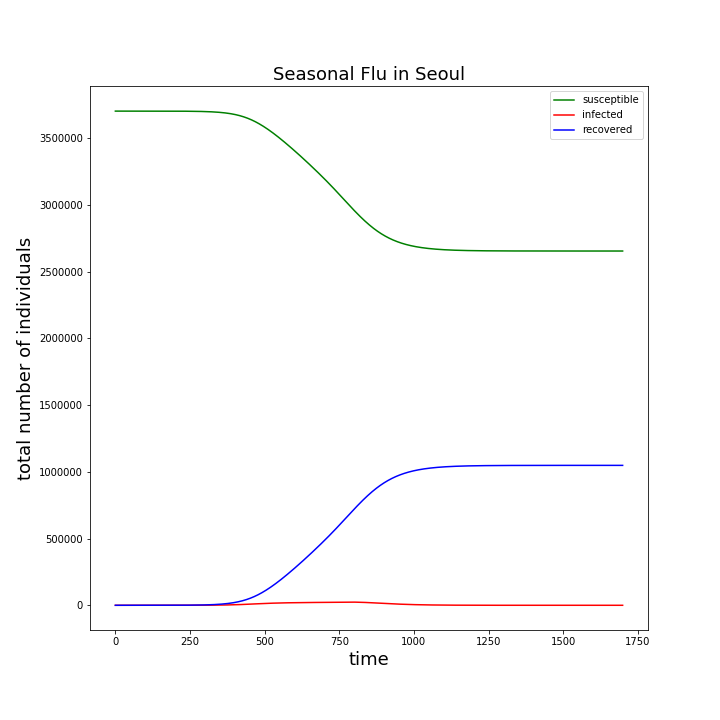 Seasonal Flu in Seoul
susceptible
infected
recovered
total number of individuals
3500000
3000000
2500000
2000000
1500000
1000000
500000
0
0 250 500 750 1000 1250 1500 1750
time